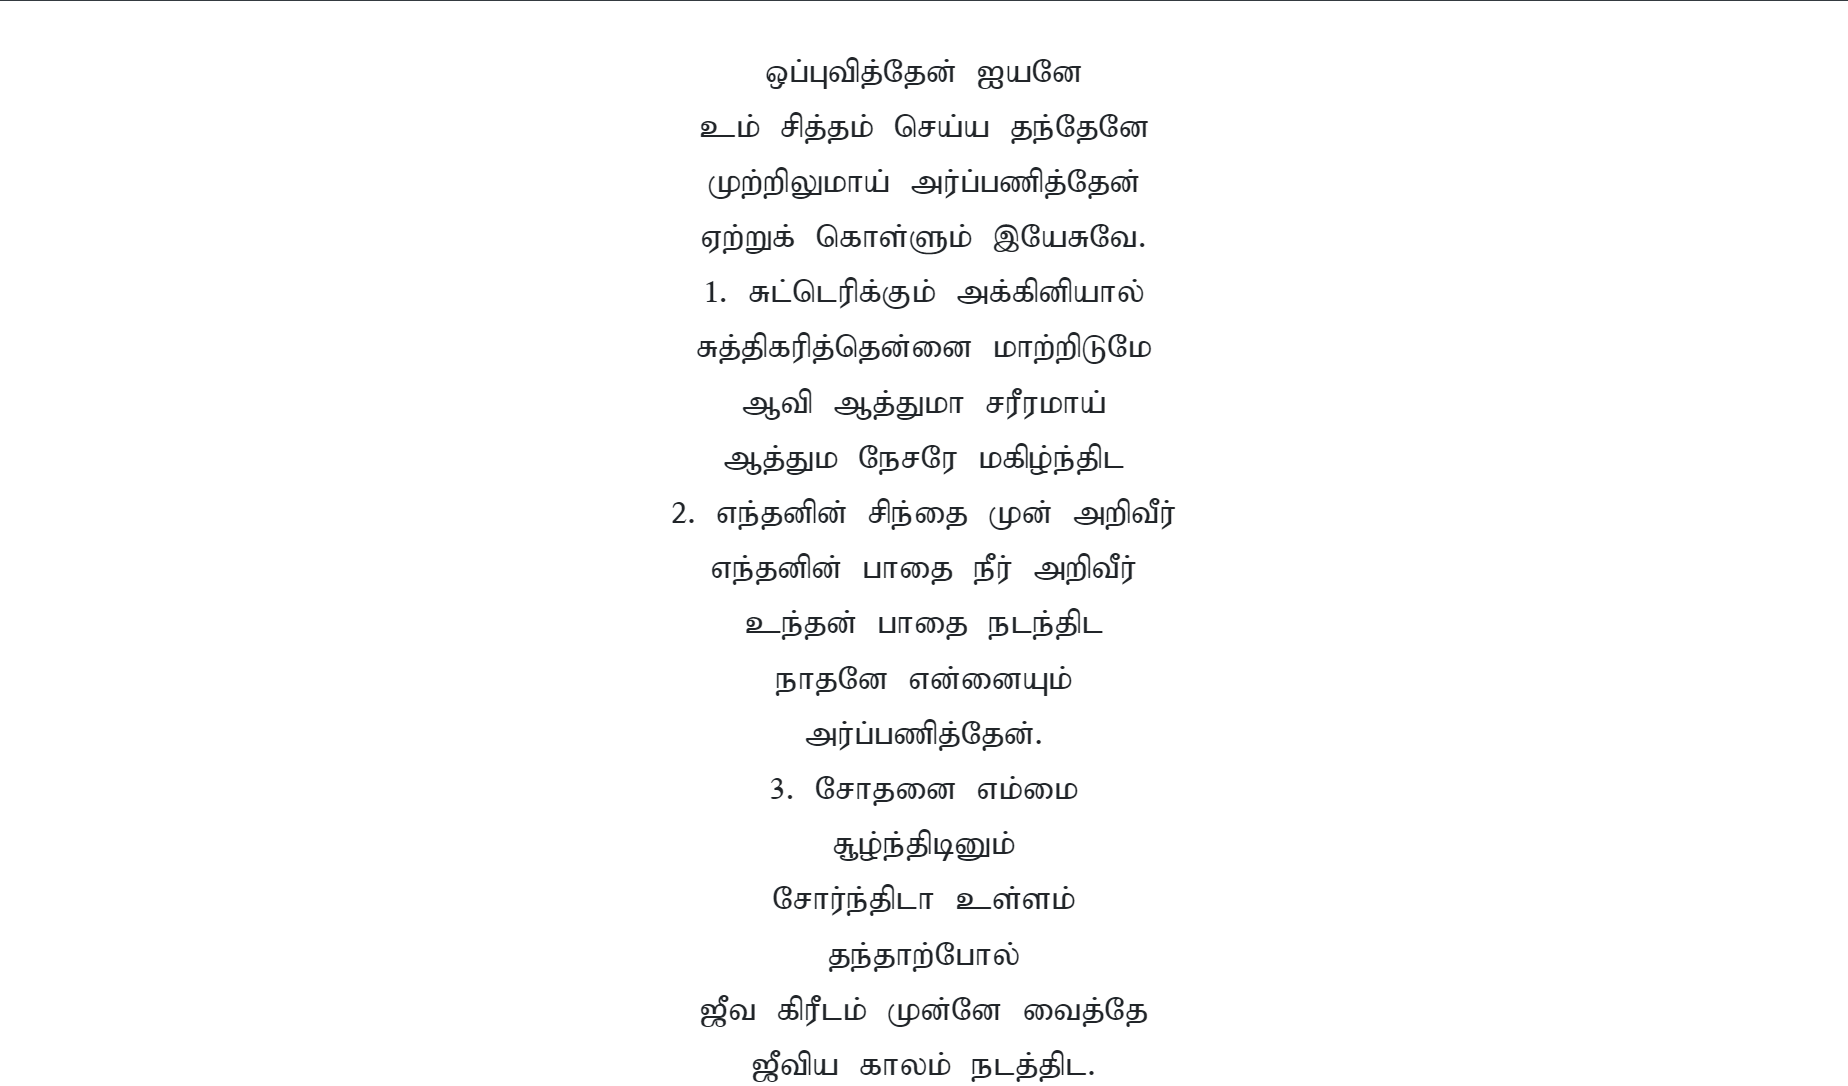 ஒப்புவித்தேன் ஐயனே
உம் சித்தம் செய்ய தந்தேனே
முற்றிலுமாய் அர்ப்பணித்தேன்
ஏற்றுக் கொள்ளும் இயேசுவே.
1. சுட்டெரிக்கும் அக்கினியால்
சுத்திகரித்தென்னை மாற்றிடுமே
ஆவி ஆத்துமா சரீரமாய்
ஆத்தும நேசரே மகிழ்ந்திட
2. எந்தனின் சிந்தை முன் அறிவீர்
எந்தனின் பாதை நீர் அறிவீர்
உந்தன் பாதை நடந்திட
நாதனே என்னையும்
அர்ப்பணித்தேன்.
3. சோதனை எம்மை
சூழ்ந்திடினும்
சோர்ந்திடா உள்ளம்
தந்தாற்போல்
ஜீவ கிரீடம் முன்னே வைத்தே
ஜீவிய காலம் நடத்திட.